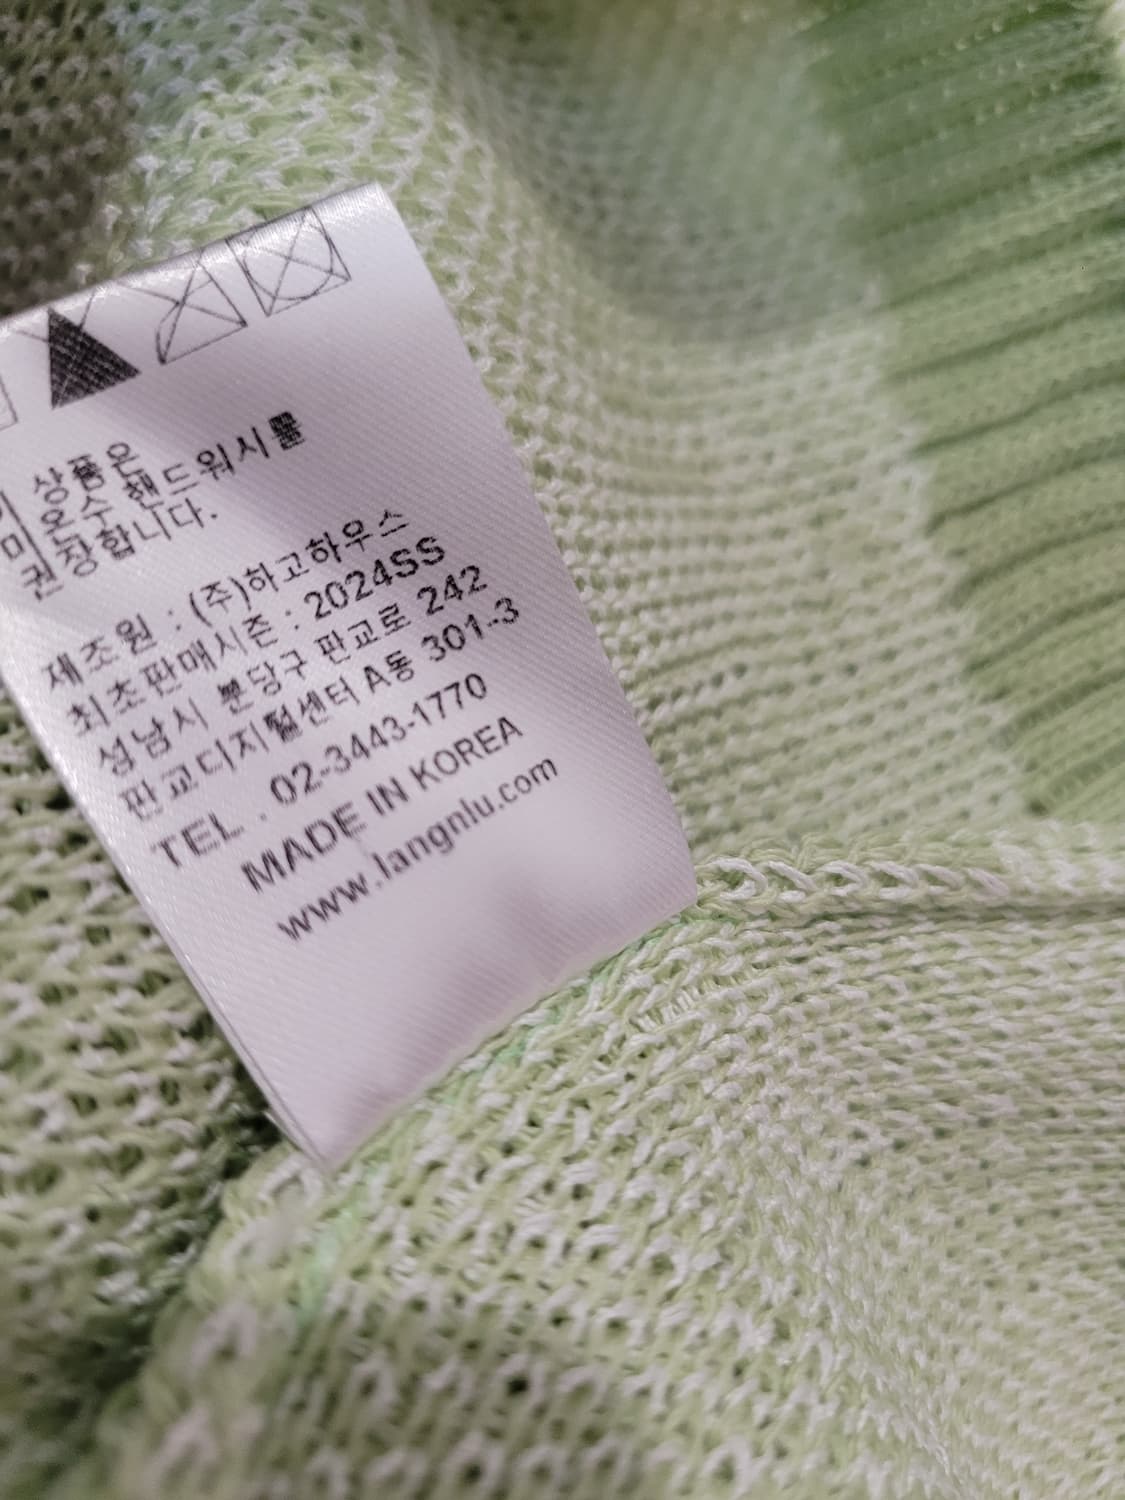 이 상품은
미온수 핸드워시를
권장합니다.
제조원 : (주)하고하우스
최초판매시즌 : 2024SS
성남시 분당구 판교로 242
판교디지털센터 A동 301-3
TEL . 02-3443-1770
MADE IN KOREA
www.langnlu.com